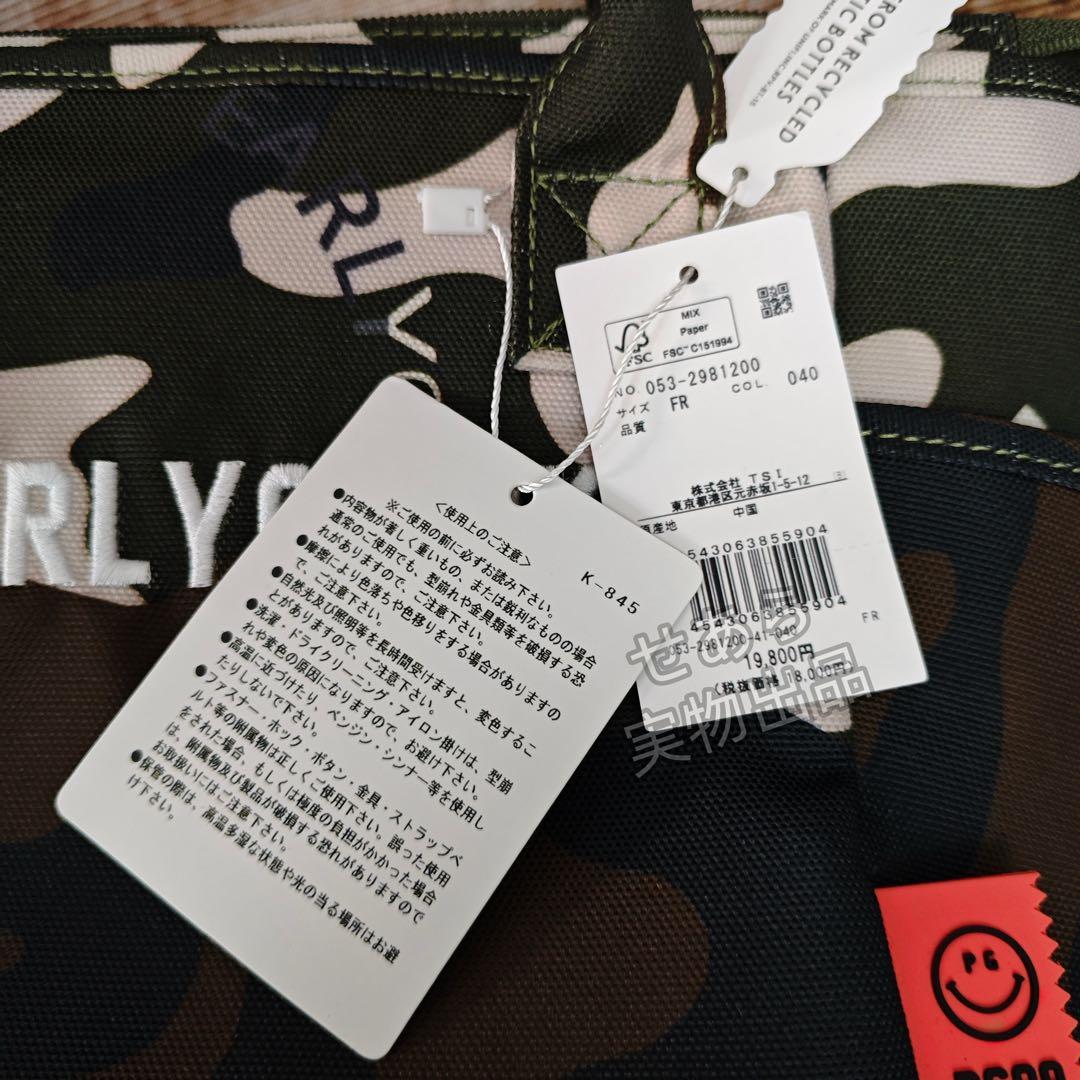 FROM RECYCLED
TIC BOTTLES
ERLY
RLYG
MIX
Paper
FSC
FSC™ C151994
NO. 053-2981200
COL. 040
サイズ FR
品質
株式会社 TSI
東京都港区元赤坂1-5-12
原産地 中国
543063855904
4543063855904
053-2981200-41-040
FR
19,800円
<税抜価格 18,000円>
K-845
<使用上のご注意>
※ご使用の前に必ずお読み下さい。
●内容物が著しく重いもの、または鋭利なものの場合
通常のご使用でも、型崩れや金具類等を破損する恐
れがありますので、ご注意下さい。
●摩擦により色落ちや色移りをする場合がありますの
で、ご注意下さい。
●自然光及び照明等を長時間受けますと、変色するこ
とがありますので、ご注意下さい。
●洗濯・ドライクリーニング・アイロン掛けは、型崩
れや変色の原因になりますので、お避け下さい。
●高温に近づけたり、ベンジン・シンナー等を使用し
たりしないで下さい。
●ファスナー・ホック・ボタン・金具・ストラップベ
ルト等の附属物は正しくご使用下さい。誤った使用
をされた場合、もしくは極度の負担がかかった場合
は、附属物及び製品が破損する恐れがありますので
お取扱いにはご注意下さい。
●保管の際は、高温多湿な状態や光の当る場所はお避
け下さい。
せある
実物出品
PG